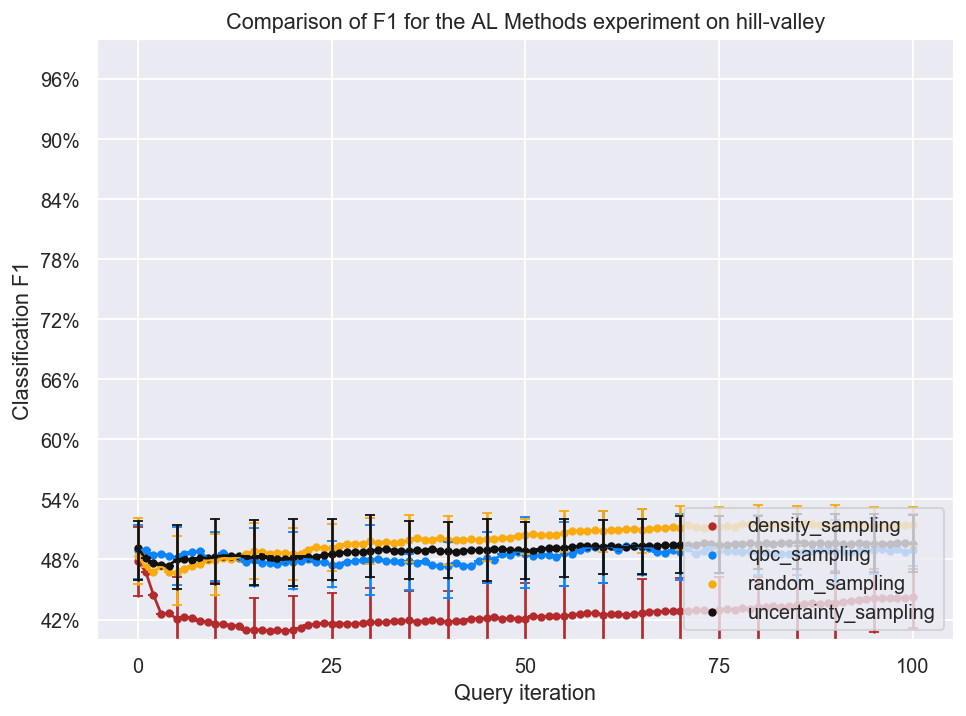 Comparison of F1 for the AL Methods experiment on hill-valley
96%
90%
84%
78%
72%
66%
60%
54%
48%
42%
Classification F1
density_sampling
qbc_sampling
random_sampling
uncertainty_sampling
0
25
50
75
100
Query iteration